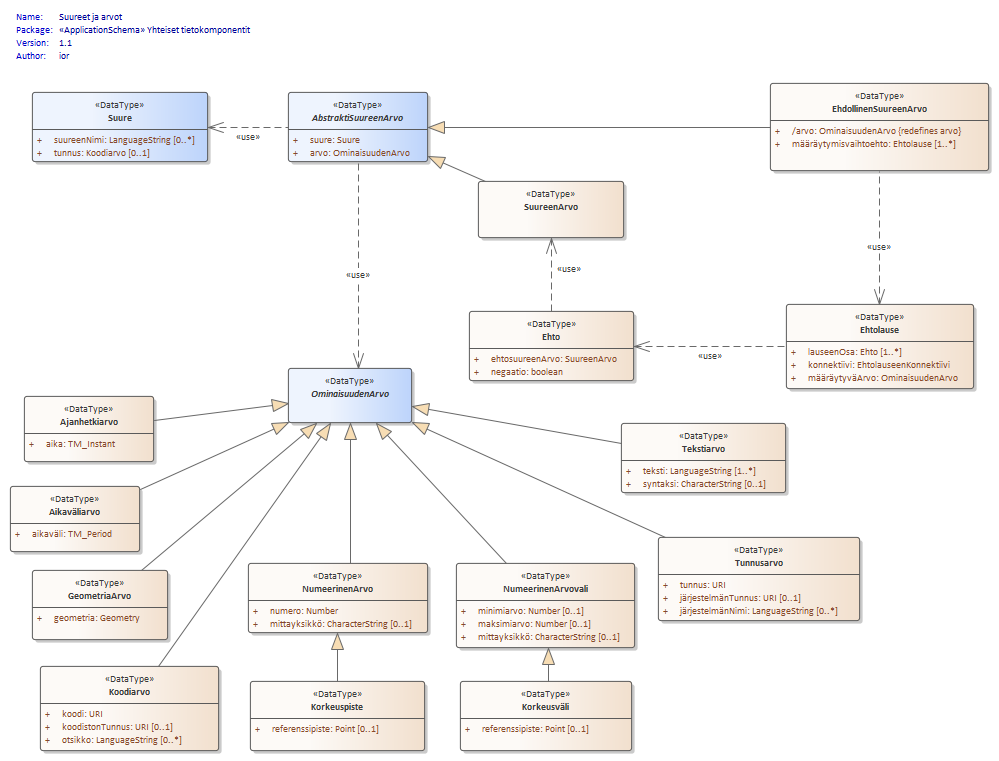 Name: Suureet ja arvot
Package: «ApplicationSchema» Yhteiset tietokomponentit
Version: 1.1
Author: ior
«DataType»
Suure
+ suureenNimi: LanguageString [0..*]
+ tunnus: Koodiarvo [0..1]
«use»
«DataType»
AbstraktiSuureenArvo
+ suure: Suure
+ arvo: OminaisuudenArvo
«DataType»
EhdollinenSuureenArvo
+ /arvo: OminaisuudenArvo {redefines arvo}
+ määräytymisvaihtoehto: Ehtolause [1..*]
«DataType»
SuureenArvo
«use»
«use»
«use»
«DataType»
Ehto
+ ehtosuureenArvo: SuureenArvo
+ negaatio: boolean
«use»
«DataType»
Ehtolause
+ lauseenOsa: Ehto [1..*]
+ konnektiivi: EhtolauseenKonnektiivi
+ määräytyväArvo: OminaisuudenArvo
«DataType»
OminaisuudenArvo
«DataType»
Ajanhetkiarvo
+ aika: TM_Instant
«DataType»
Tekstiarvo
+ teksti: LanguageString [1..*]
+ syntaksi: CharacterString [0..1]
«DataType»
Aikaväliarvo
+ aikaväli: TM_Period
«DataType»
GeometriaArvo
+ geometria: Geometry
«DataType»
NumeerinenArvo
+ numero: Number
+ mittayksikkö: CharacterString [0..1]
«DataType»
NumeerinenArvovali
+ minimiarvo: Number [0..1]
+ maksimiarvo: Number [0..1]
+ mittayksikkö: CharacterString [0..1]
«DataType»
Tunnusarvo
+ tunnus: URI
+ järjestelmänTunnus: URI [0..1]
+ järjestelmänNimi: LanguageString [0..*]
«DataType»
Koodiarvo
+ koodi: URI
+ koodistonTunnus: URI [0..1]
+ otsikko: LanguageString [0..*]
«DataType»
Korkeuspiste
+ referenssipiste: Point [0..1]
«DataType»
Korkeusväli
+ referenssipiste: Point [0..1]